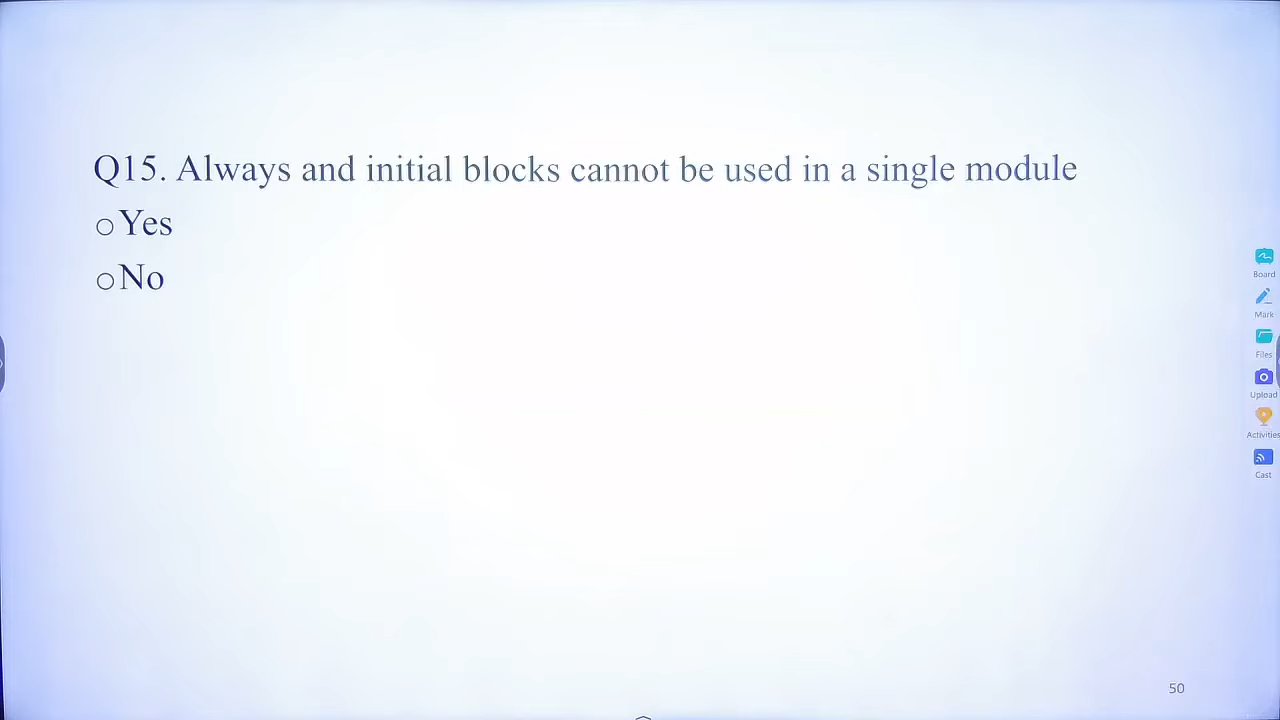 Q15. Always and initial blocks cannot be used in a single module
○Yes
○No
Board
Mark
Files
Upload
Activities
Cast
50